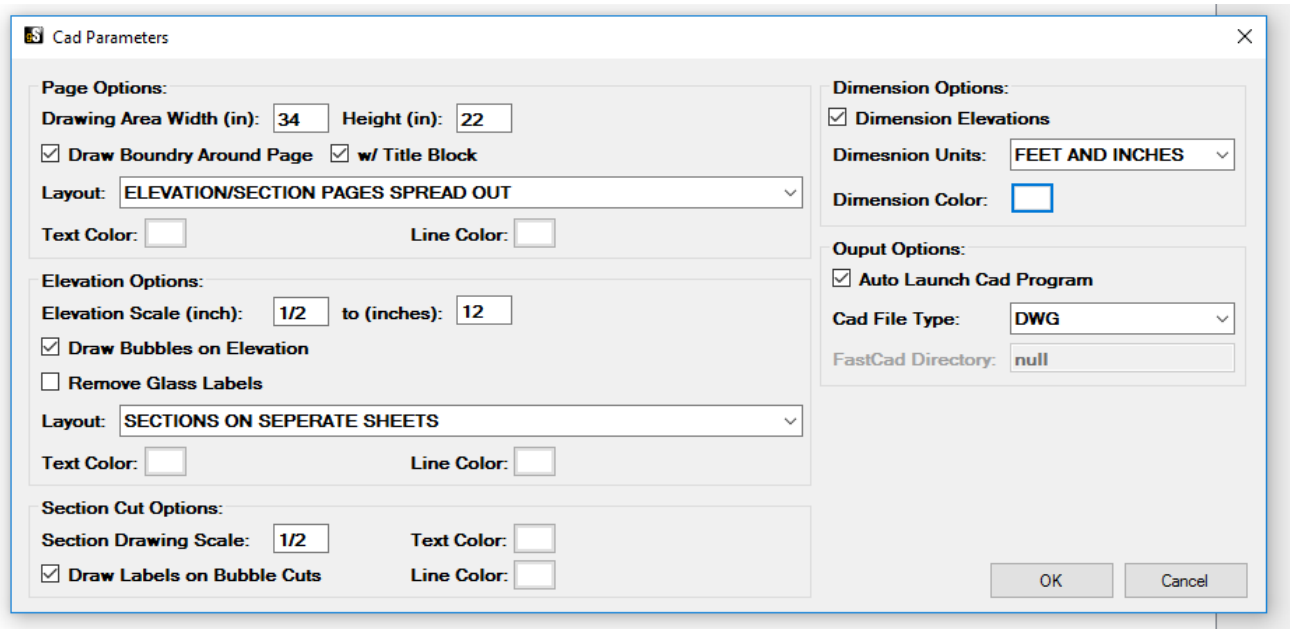 Cad Parameters
Page Options:
Drawing Area Width (in): 34 Height (in): 22
Draw Boundry Around Page w/ Title Block
Layout: ELEVATION/SECTION PAGES SPREAD OUT
Text Color: Line Color:
Elevation Options:
Elevation Scale (inch): 1/2 to (inches): 12
Draw Bubbles on Elevation
Remove Glass Labels
Layout: SECTIONS ON SEPERATE SHEETS
Text Color: Line Color:
Section Cut Options:
Section Drawing Scale: 1/2 Text Color:
Draw Labels on Bubble Cuts Line Color:
Dimension Options:
Dimension Elevations
Dimesnion Units: FEET AND INCHES
Dimension Color:
Ouput Options:
Auto Launch Cad Program
Cad File Type: DWG
FastCad Directory: null
OK Cancel